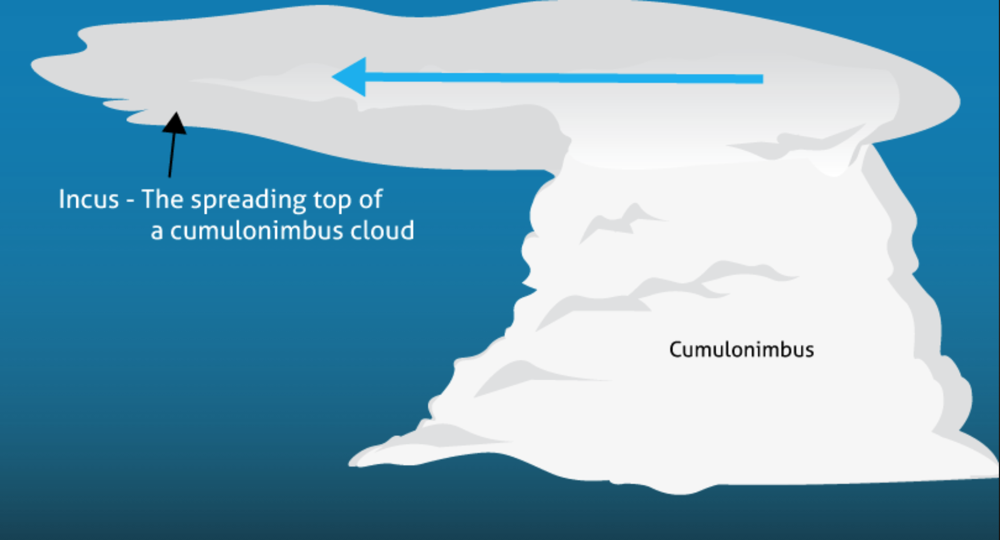 Incus - The spreading top of
a cumulonimbus cloud
Cumulonimbus